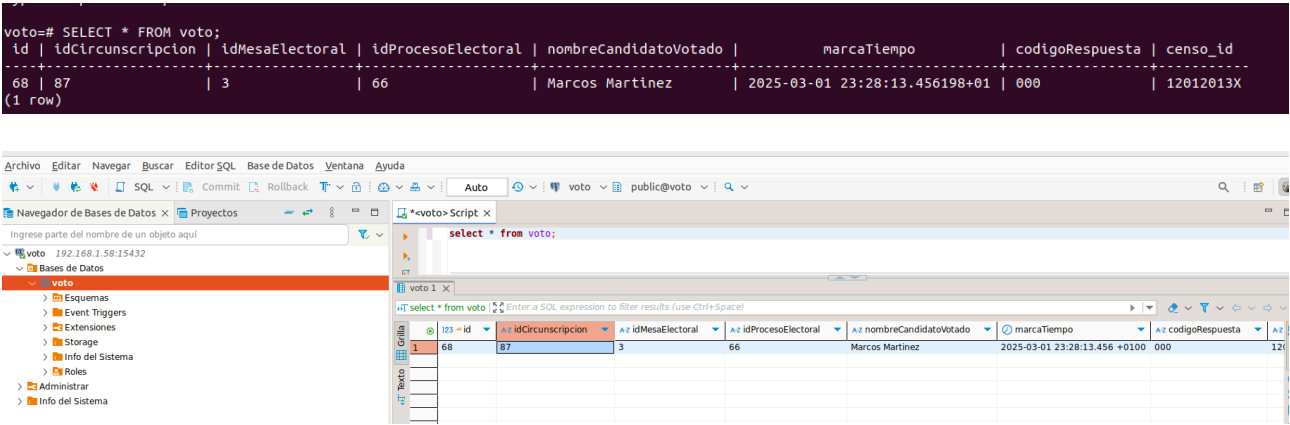 voto=# SELECT * FROM voto;
id | idCircunscripcion | idMesaElectoral | idProcesoElectoral | nombreCandidatoVotado | marcaTiempo | codigoRespuesta | censo_id
----+-------------------+-----------------+--------------------+-----------------------+-------------------------------+-----------------+-----------
68 | 87 | 3 | 66 | Marcos Martinez | 2025-03-01 23:28:13.456198+01 | 000 | 12012013X
(1 row)
Archivo Editar Navegar Buscar Editor SQL Base de Datos Ventana Ayuda
SQL Commit Rollback Auto voto public@voto
Navegador de Bases de Datos Proyectos *<voto> Script
Ingrese parte del nombre de un objeto aquí
select * from voto;
voto 192.168.1.58:15432
Bases de Datos
voto
Esquemas
Event Triggers
Extensiones
Storage
Info del Sistema
Roles
Administrar
Info del Sistema
voto 1
select * from voto Enter a SQL expression to filter results (use Ctrl+Space)
Grilla
Texto
123 id A-Z idCircunscripcion A-Z idMesaElectoral A-Z idProcesoElectoral A-Z nombreCandidatoVotado marcaTiempo A-Z codigoRespuesta A-Z
1 68 87 3 66 Marcos Martinez 2025-03-01 23:28:13.456 +0100 000 120